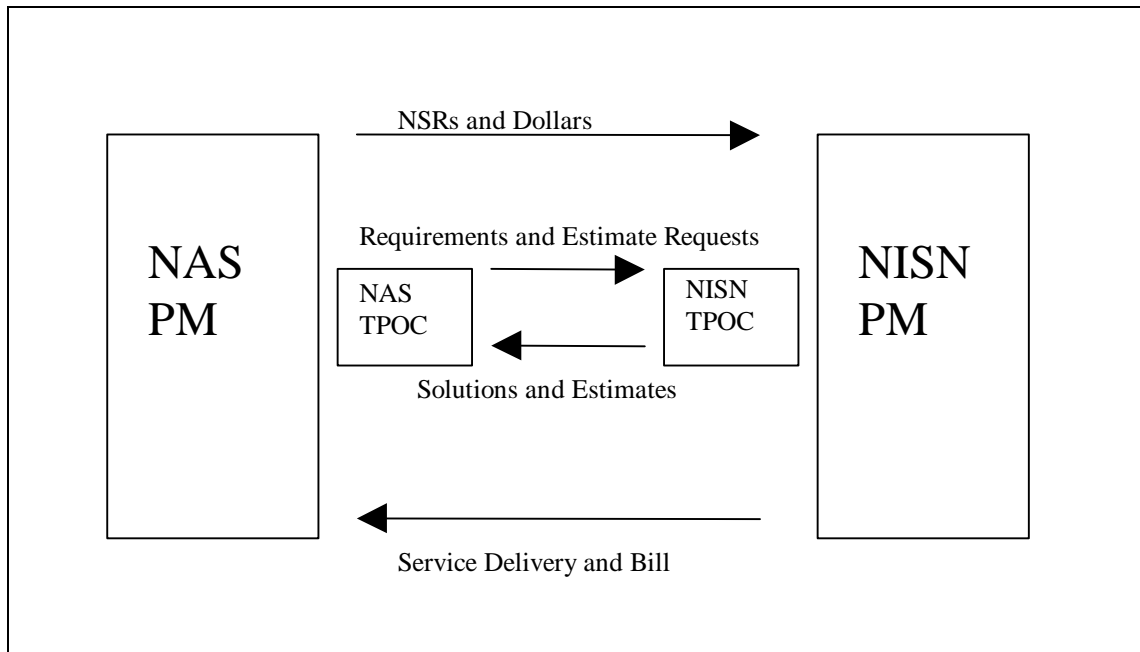 NSRs and Dollars
NAS
PM
Requirements and Estimate Requests
NAS
TPOC
NISN
TPOC
NISN
PM
Solutions and Estimates
Service Delivery and Bill